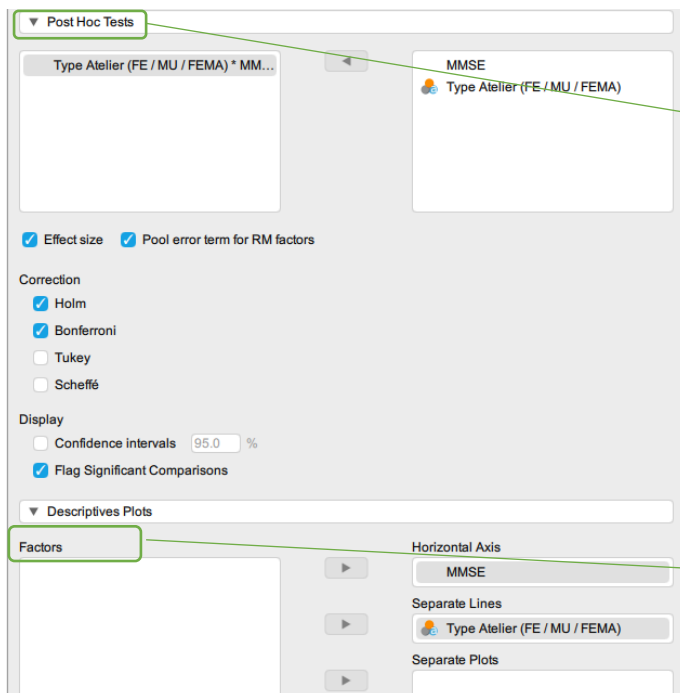 Post Hoc Tests
Type Atelier (FE / MU / FEMA) * MM...
MMSE
Type Atelier (FE / MU / FEMA)
Effect size
Pool error term for RM factors
Correction
Holm
Bonferroni
Tukey
Scheffé
Display
Confidence intervals 95.0 %
Flag Significant Comparisons
Descriptives Plots
Factors
Horizontal Axis
MMSE
Separate Lines
Type Atelier (FE / MU / FEMA)
Separate Plots